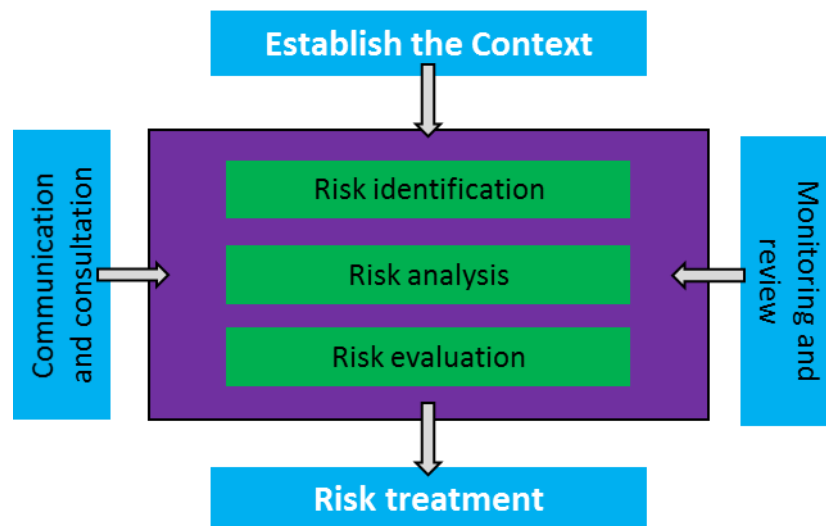 Establish the Context
Communication
and consultation
Risk identification
Risk analysis
Risk evaluation
Monitoring and
review
Risk treatment